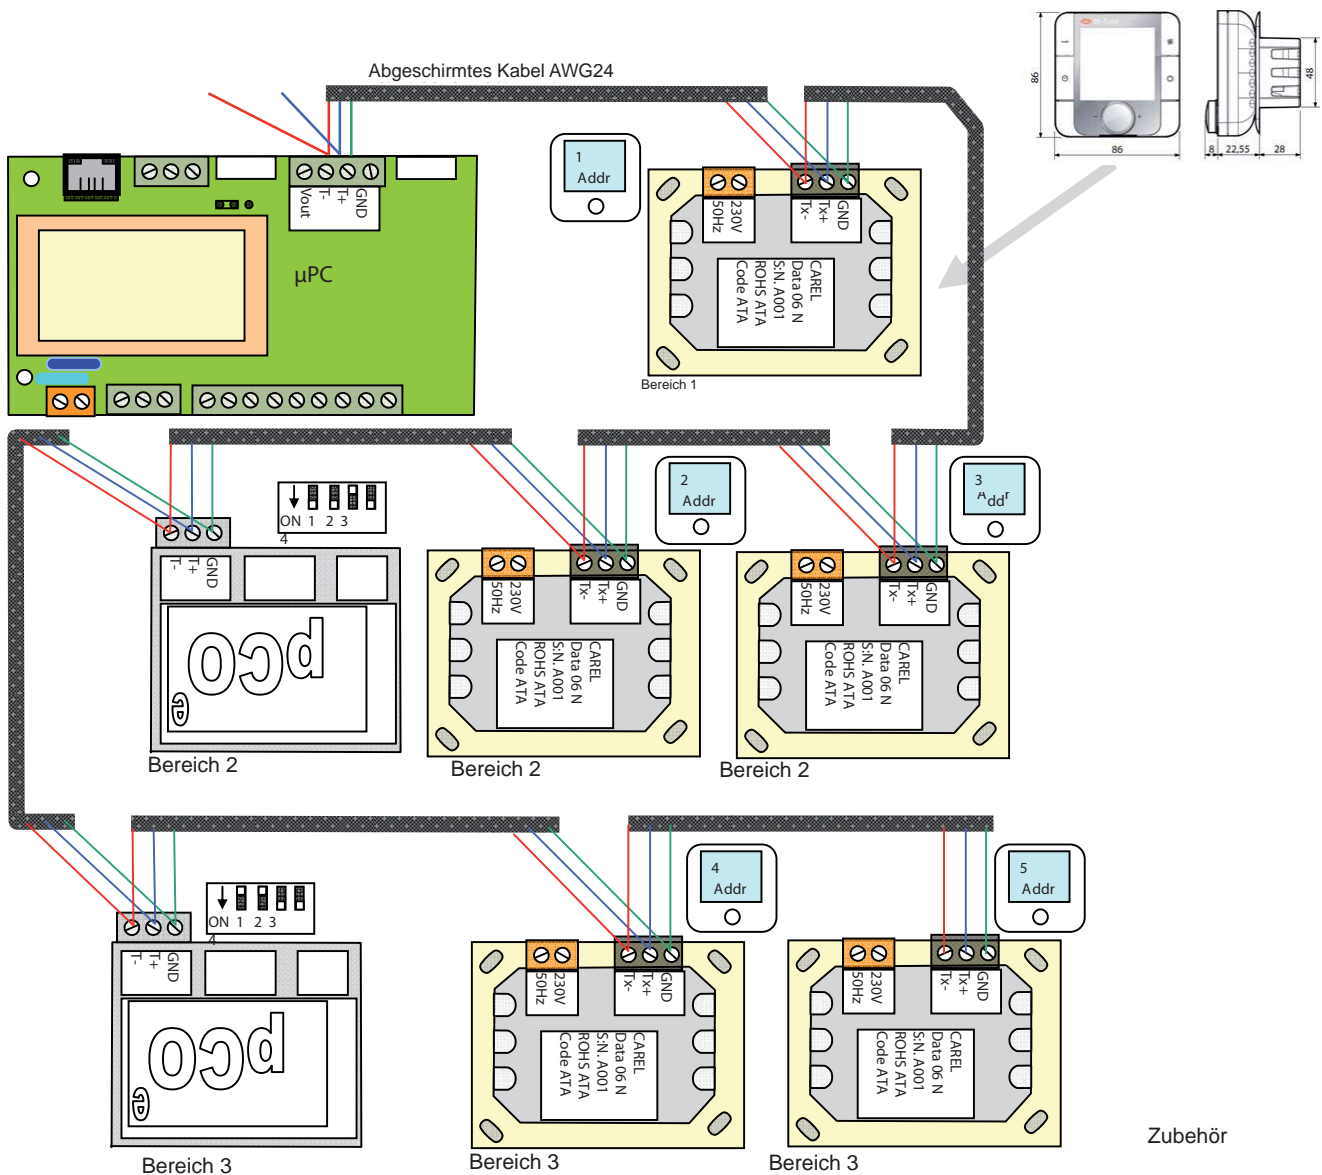 Abgeschirmtes Kabel AWG24
86
86
8
22,55
28
48
Vout
T-
T+
GND
µPC
1
Addr
50Hz
230V
Tx-
Tx+
GND
CAREL
Data 06 N
S:N. A001
ROHS ATA
Code ATA
Bereich 1
ON 1 2 3
4
T-
T+
GND
pCO
Bereich 2
2
Addr
50Hz
230V
Tx-
Tx+
GND
CAREL
Data 06 N
S:N. A001
ROHS ATA
Code ATA
Bereich 2
3
Addr
50Hz
230V
Tx-
Tx+
GND
CAREL
Data 06 N
S:N. A001
ROHS ATA
Code ATA
Bereich 2
ON 1 2 3
4
T-
T+
GND
pCO
Bereich 3
4
Addr
50Hz
230V
Tx-
Tx+
GND
CAREL
Data 06 N
S:N. A001
ROHS ATA
Code ATA
Bereich 3
5
Addr
50Hz
230V
Tx-
Tx+
GND
CAREL
Data 06 N
S:N. A001
ROHS ATA
Code ATA
Bereich 3
Zubehör